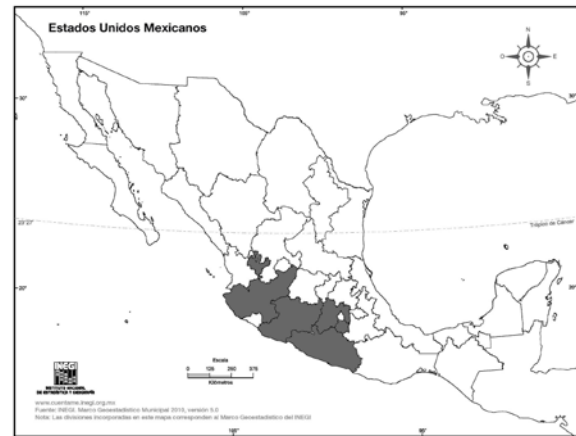 Estados Unidos Mexicanos
N
O
E
S
Trópico de Cáncer
20°
20°
INEGI
INSTITUTO NACIONAL
DE ESTADÍSTICA Y GEOGRAFÍA
Escala
0 125 250 375
Kilómetros
www.cuentame.inegi.org.mx
Fuente: INEGI. Marco Geoestadístico Municipal 2010, versión 5.0
Nota: Las divisiones incorporadas en este mapa corresponden al Marco Geoestadístico del INEGI